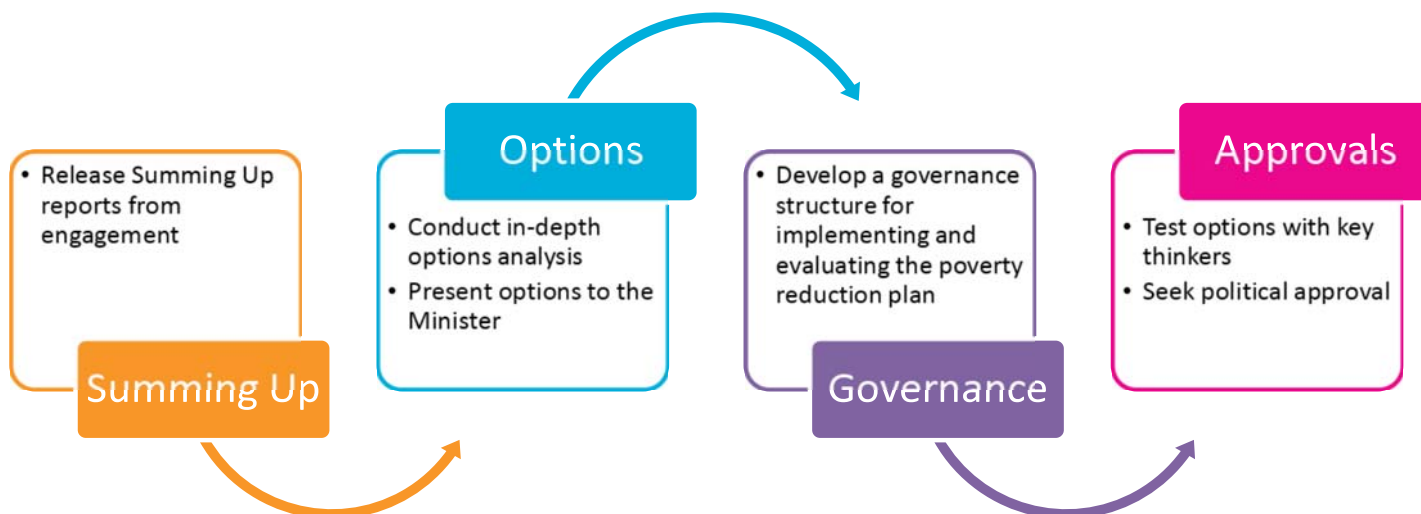 • Release Summing Up
reports from
engagement
Summing Up
Options
• Conduct in-depth
options analysis
• Present options to the
Minister
• Develop a governance
structure for
implementing and
evaluating the poverty
reduction plan
Governance
Approvals
• Test options with key
thinkers
• Seek political approval